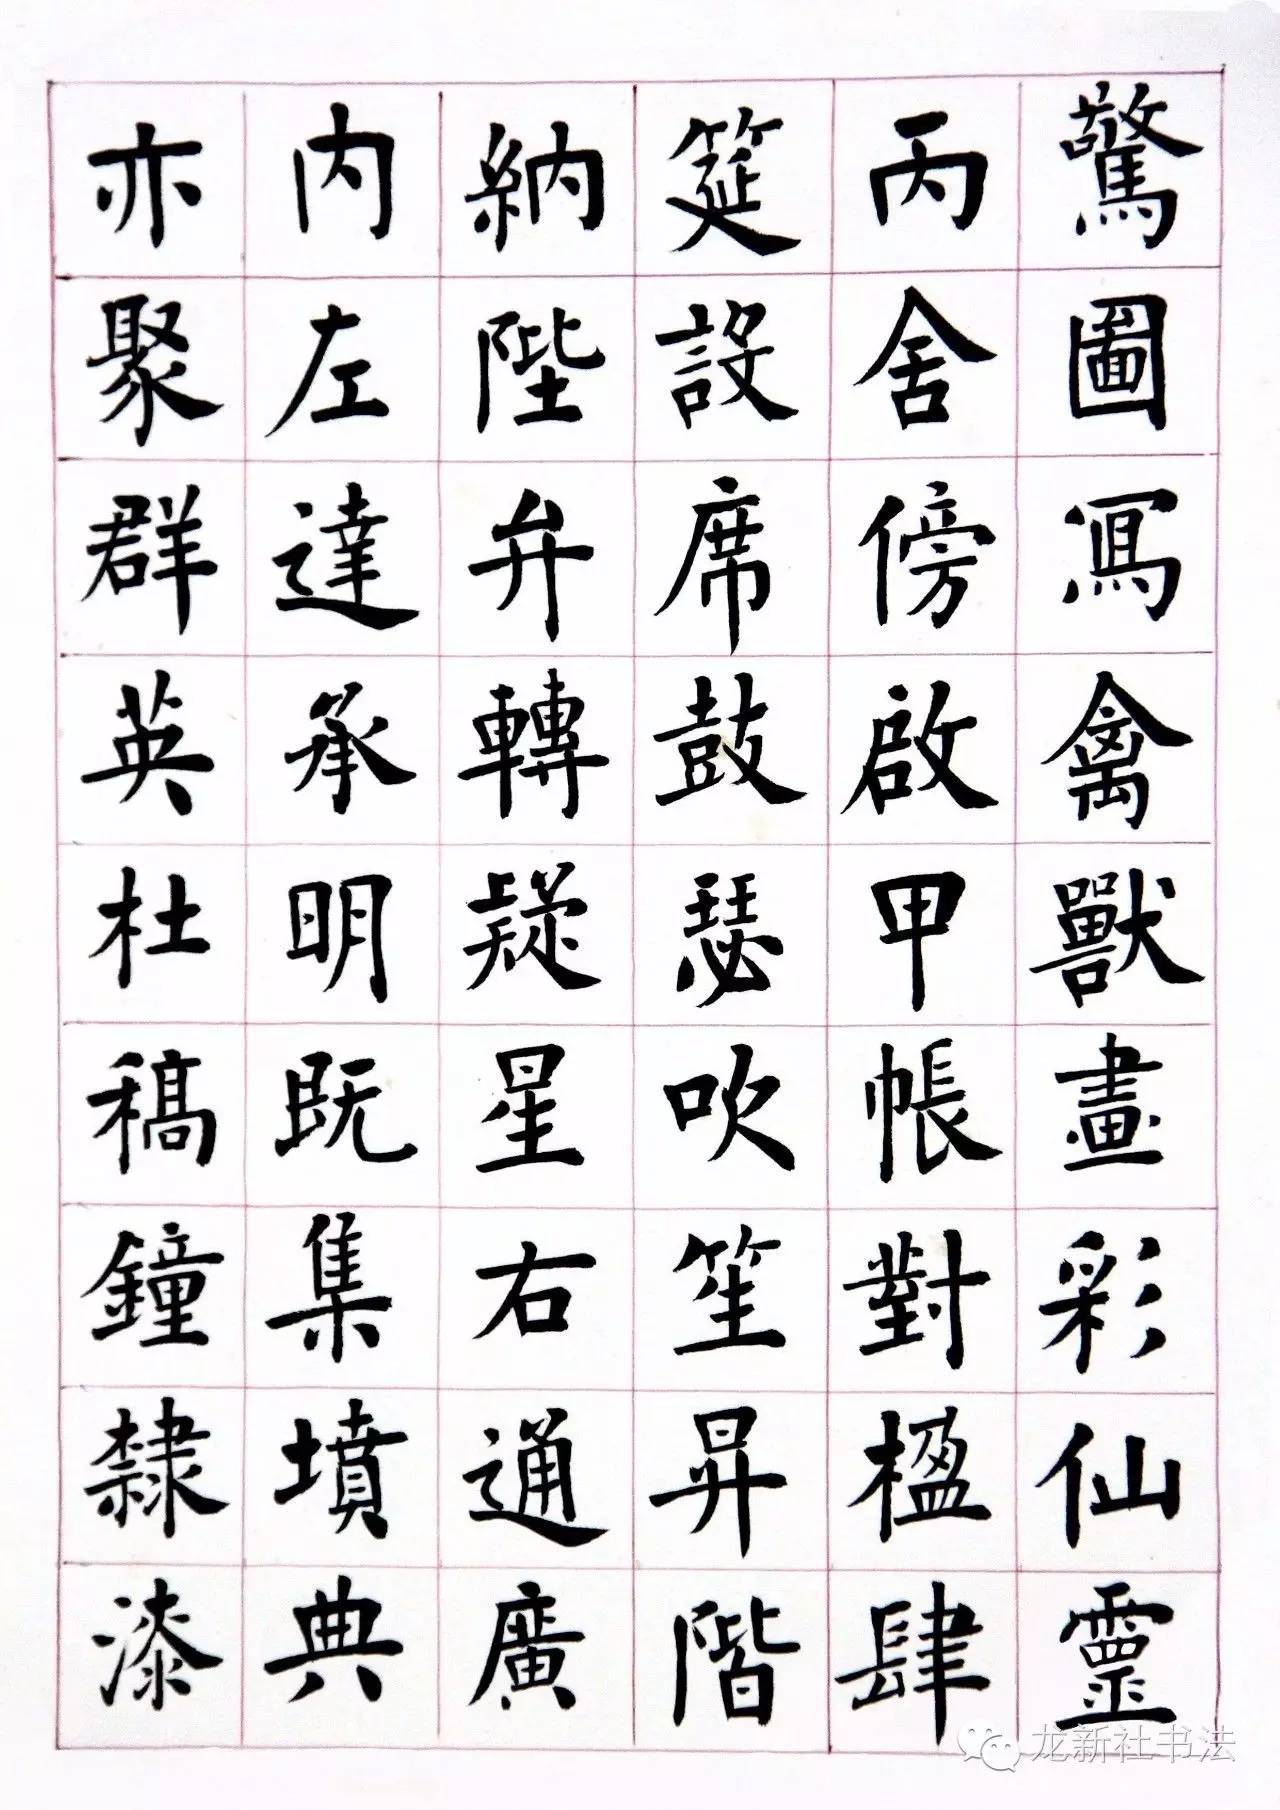 驚圖寫禽獸畫彩仙靈
丙舍傍啟甲帳對楹肆
筵設席鼓瑟吹笙昇階
納陛弁轉疑星右通廣
内左達承明既集墳典
亦聚群英杜稿鐘隸漆
龙新社书法